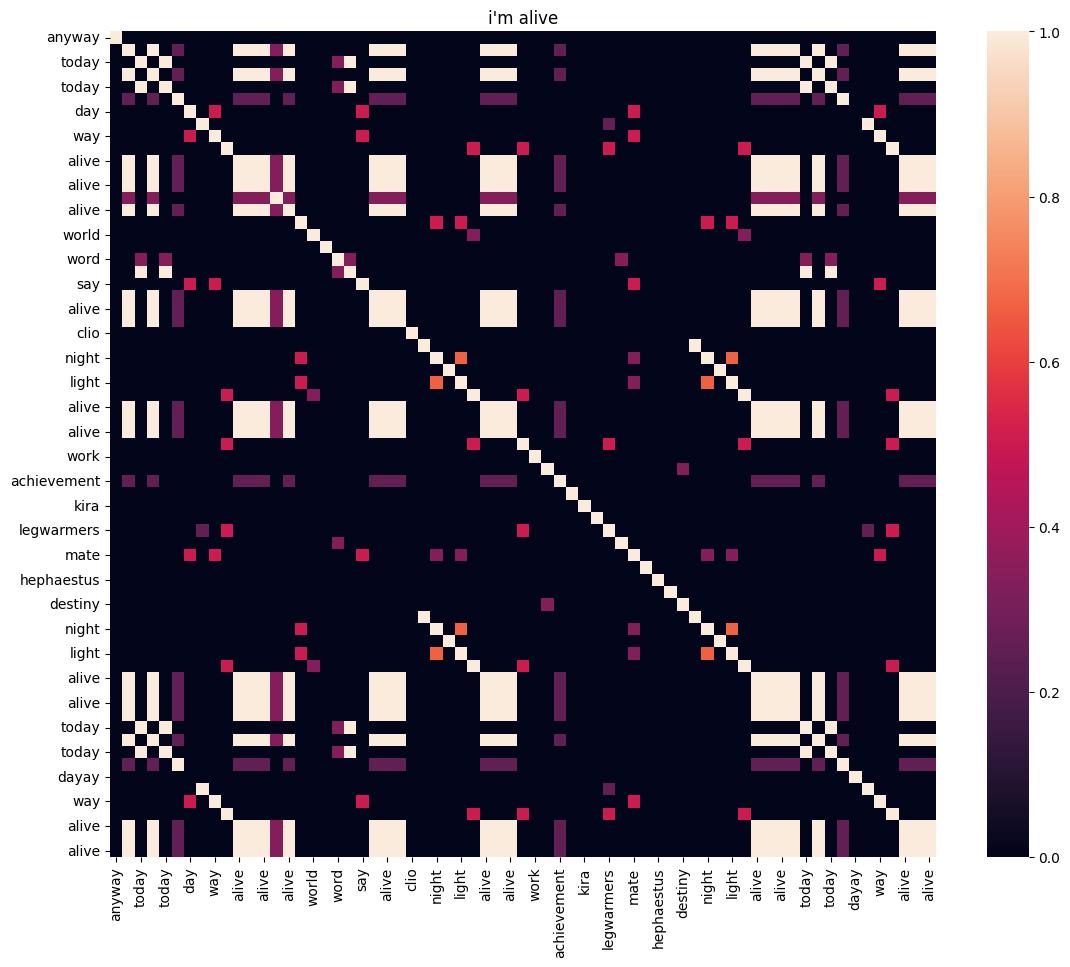 i'm alive
anyway
today
today
day
way
alive
alive
alive
world
word
say
alive
clio
night
light
alive
alive
work
achievement
kira
legwarmers
mate
hephaestus
destiny
night
light
alive
alive
today
today
dayay
way
alive
alive
1.0
0.8
0.6
0.4
0.2
0.0
anyway
today
today
day
way
alive
alive
alive
world
word
say
alive
clio
night
light
alive
alive
work
achievement
kira
legwarmers
mate
hephaestus
destiny
night
light
alive
alive
today
today
dayay
way
alive
alive